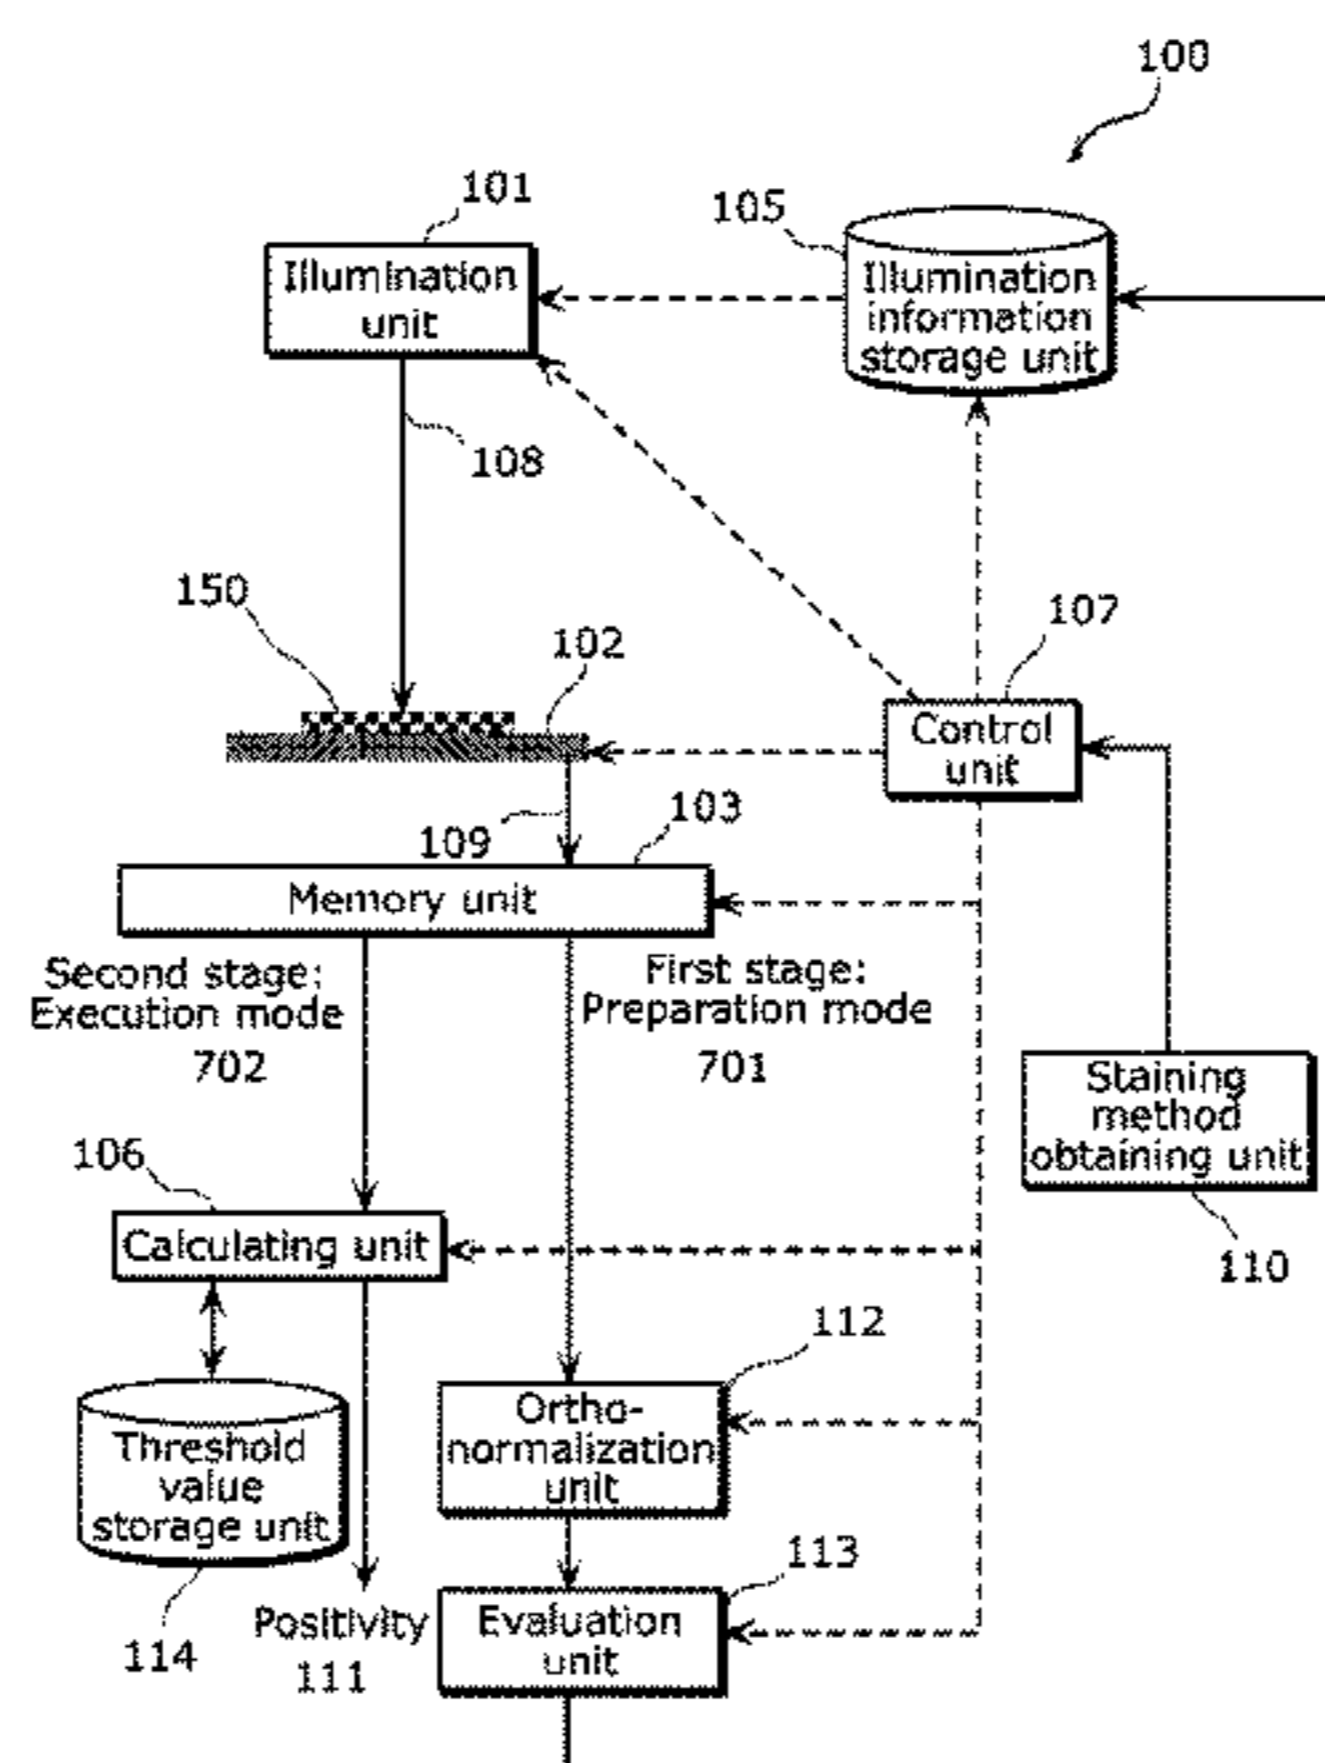 100
101
105
Illumination
unit
Illumination
information
storage unit
108
150
102
107
Control
unit
109
103
Memory unit
Second stage:
Execution mode
702
First stage:
Preparation mode
701
Staining
method
obtaining unit
106
Calculating unit
110
112
Ortho-
normalization
unit
Threshold
value
storage unit
113
114
Positivity
111
Evaluation
unit